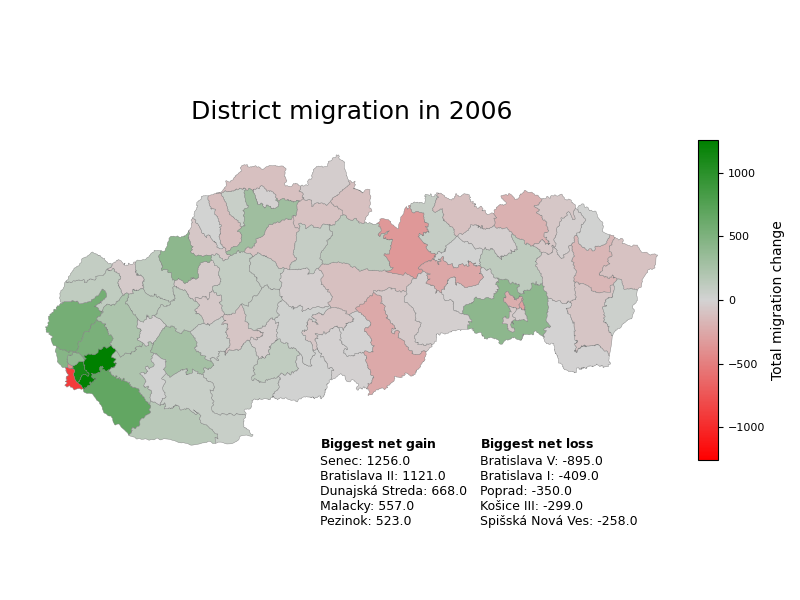 District migration in 2006
1000
500
0
−500
−1000
Total migration change
Biggest net gain
Senec: 1256.0
Bratislava II: 1121.0
Dunajská Streda: 668.0
Malacky: 557.0
Pezinok: 523.0
Biggest net loss
Bratislava V: -895.0
Bratislava I: -409.0
Poprad: -350.0
Košice III: -299.0
Spišská Nová Ves: -258.0